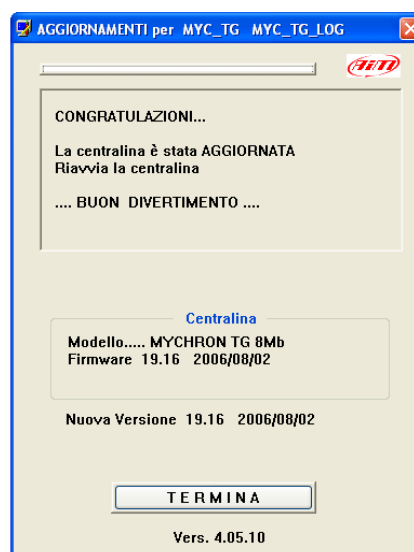 AGGIORNAMENTI per MYC_TG MYC_TG_LOG
AiM
CONGRATULAZIONI...
La centralina è stata AGGIORNATA
Riavvia la centralina
.... BUON DIVERTIMENTO ....
Centralina
Modello..... MYCHRON TG 8Mb
Firmware 19.16 2006/08/02
Nuova Versione 19.16 2006/08/02
TERMINA
Vers. 4.05.10